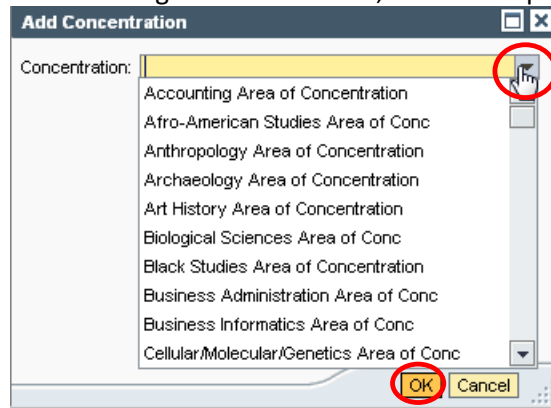 Add Concentration
Concentration:
Accounting Area of Concentration
Afro-American Studies Area of Conc
Anthropology Area of Concentration
Archaeology Area of Concentration
Art History Area of Concentration
Biological Sciences Area of Conc
Black Studies Area of Concentration
Business Administration Area of Conc
Business Informatics Area of Conc
Cellular/Molecular/Genetics Area of Conc
OK Cancel